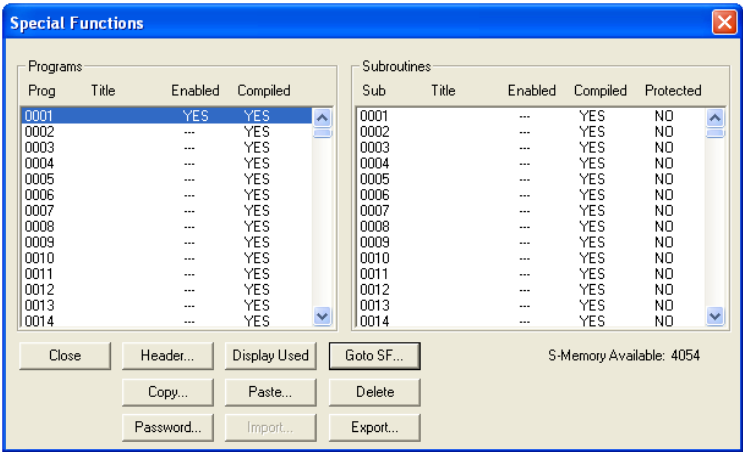 Special Functions
Programs
Prog Title Enabled Compiled
0001 YES YES
0002 --- YES
0003 --- YES
0004 --- YES
0005 --- YES
0006 --- YES
0007 --- YES
0008 --- YES
0009 --- YES
0010 --- YES
0011 --- YES
0012 --- YES
0013 --- YES
0014 --- YES
Subroutines
Sub Title Enabled Compiled Protected
0001 --- YES NO
0002 --- YES NO
0003 --- YES NO
0004 --- YES NO
0005 --- YES NO
0006 --- YES NO
0007 --- YES NO
0008 --- YES NO
0009 --- YES NO
0010 --- YES NO
0011 --- YES NO
0012 --- YES NO
0013 --- YES NO
0014 --- YES NO
Close Header... Display Used Goto SF... S-Memory Available: 4054
Copy... Paste... Delete
Password... Import... Export...